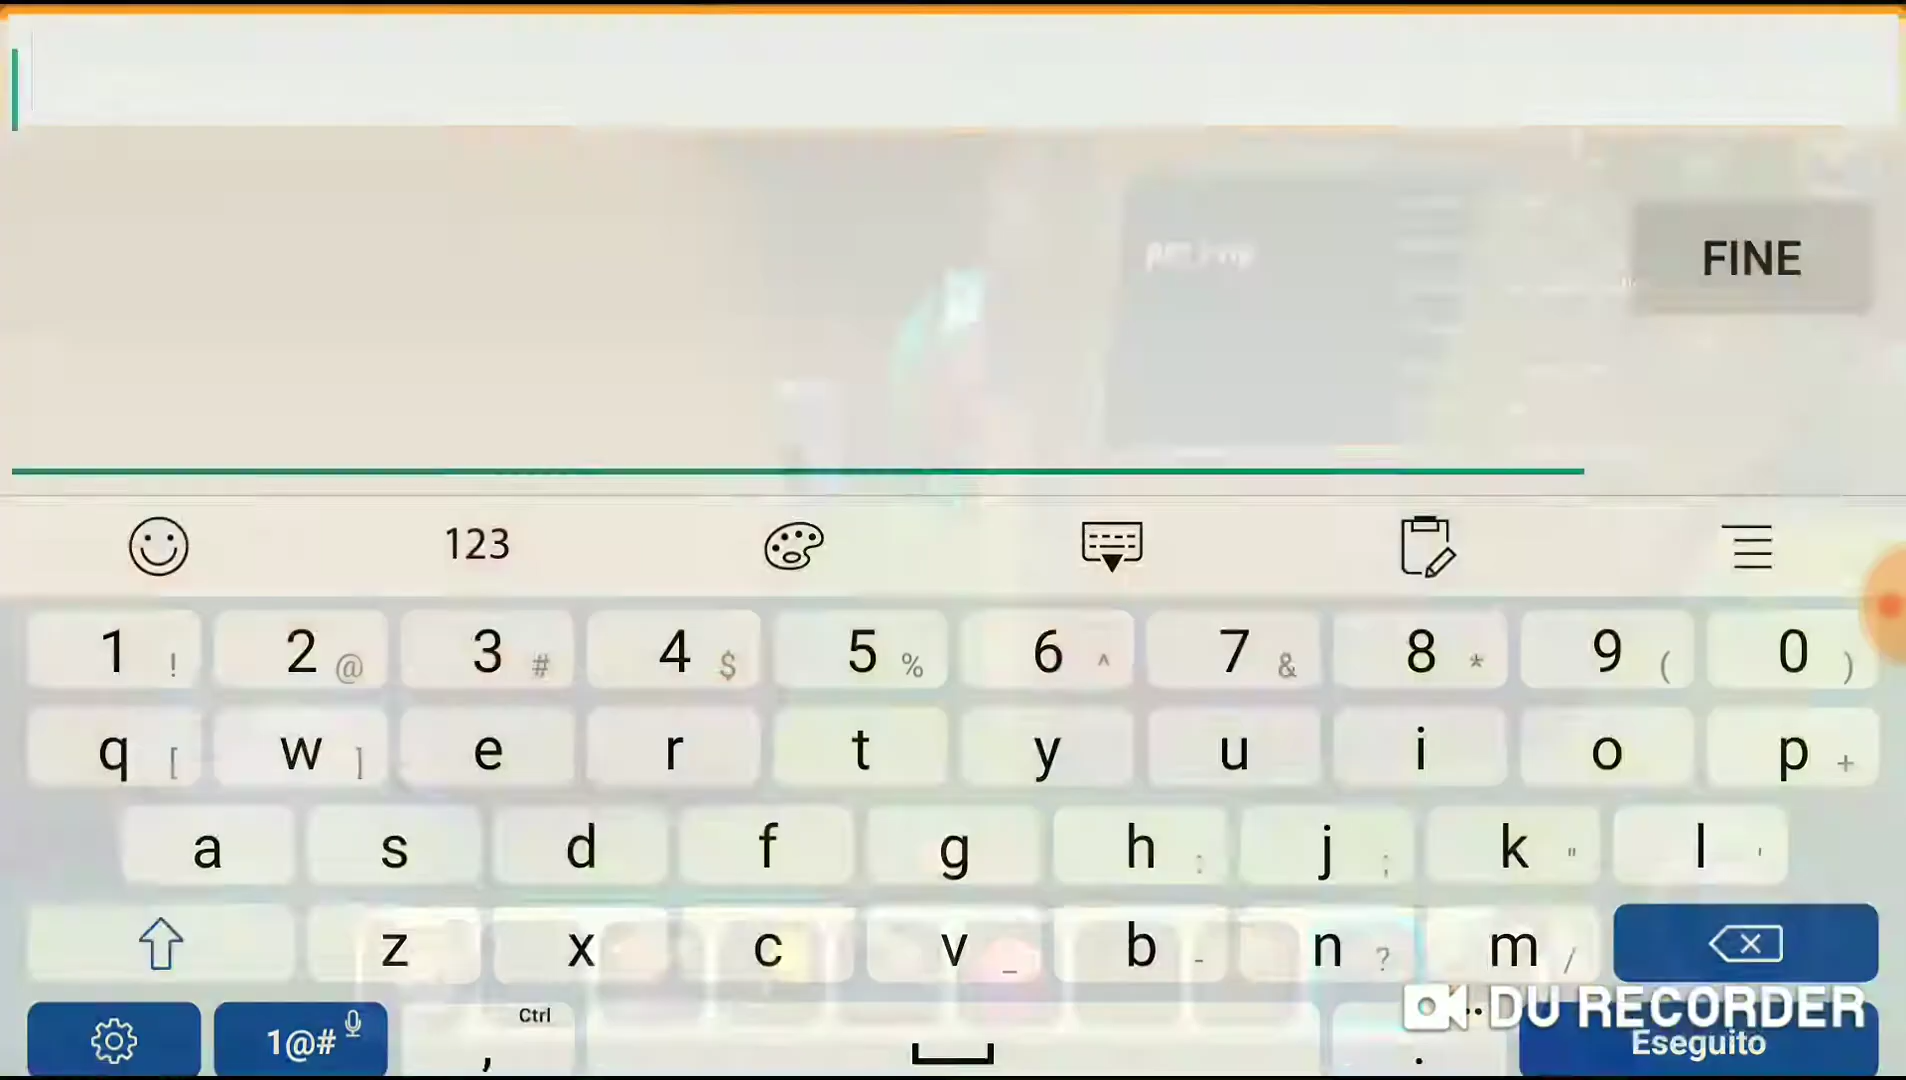 FINE
123
1 ! 2 @ 3 # 4 $ 5 % 6 ^ 7 & 8 * 9 ( 0 )
q [ w ] e r t y u i o p +
a s d f g h : j ; k " l '
z x c v _ b - n ? m /
DU RECORDER
1@# , Ctrl . Eseguito